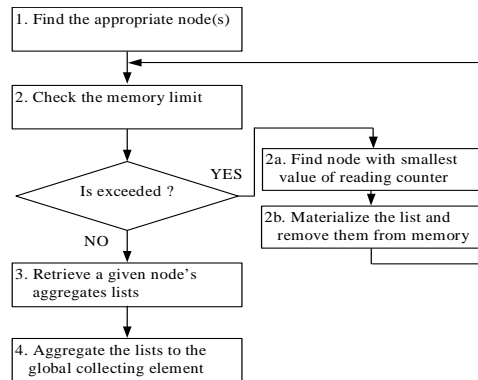 1. Find the appropriate node(s)
2. Check the memory limit
Is exceeded ?
YES
2a. Find node with smallest
value of reading counter
2b. Materialize the list and
remove them from memory
NO
3. Retrieve a given node's
aggregates lists
4. Aggregate the lists to the
global collecting element